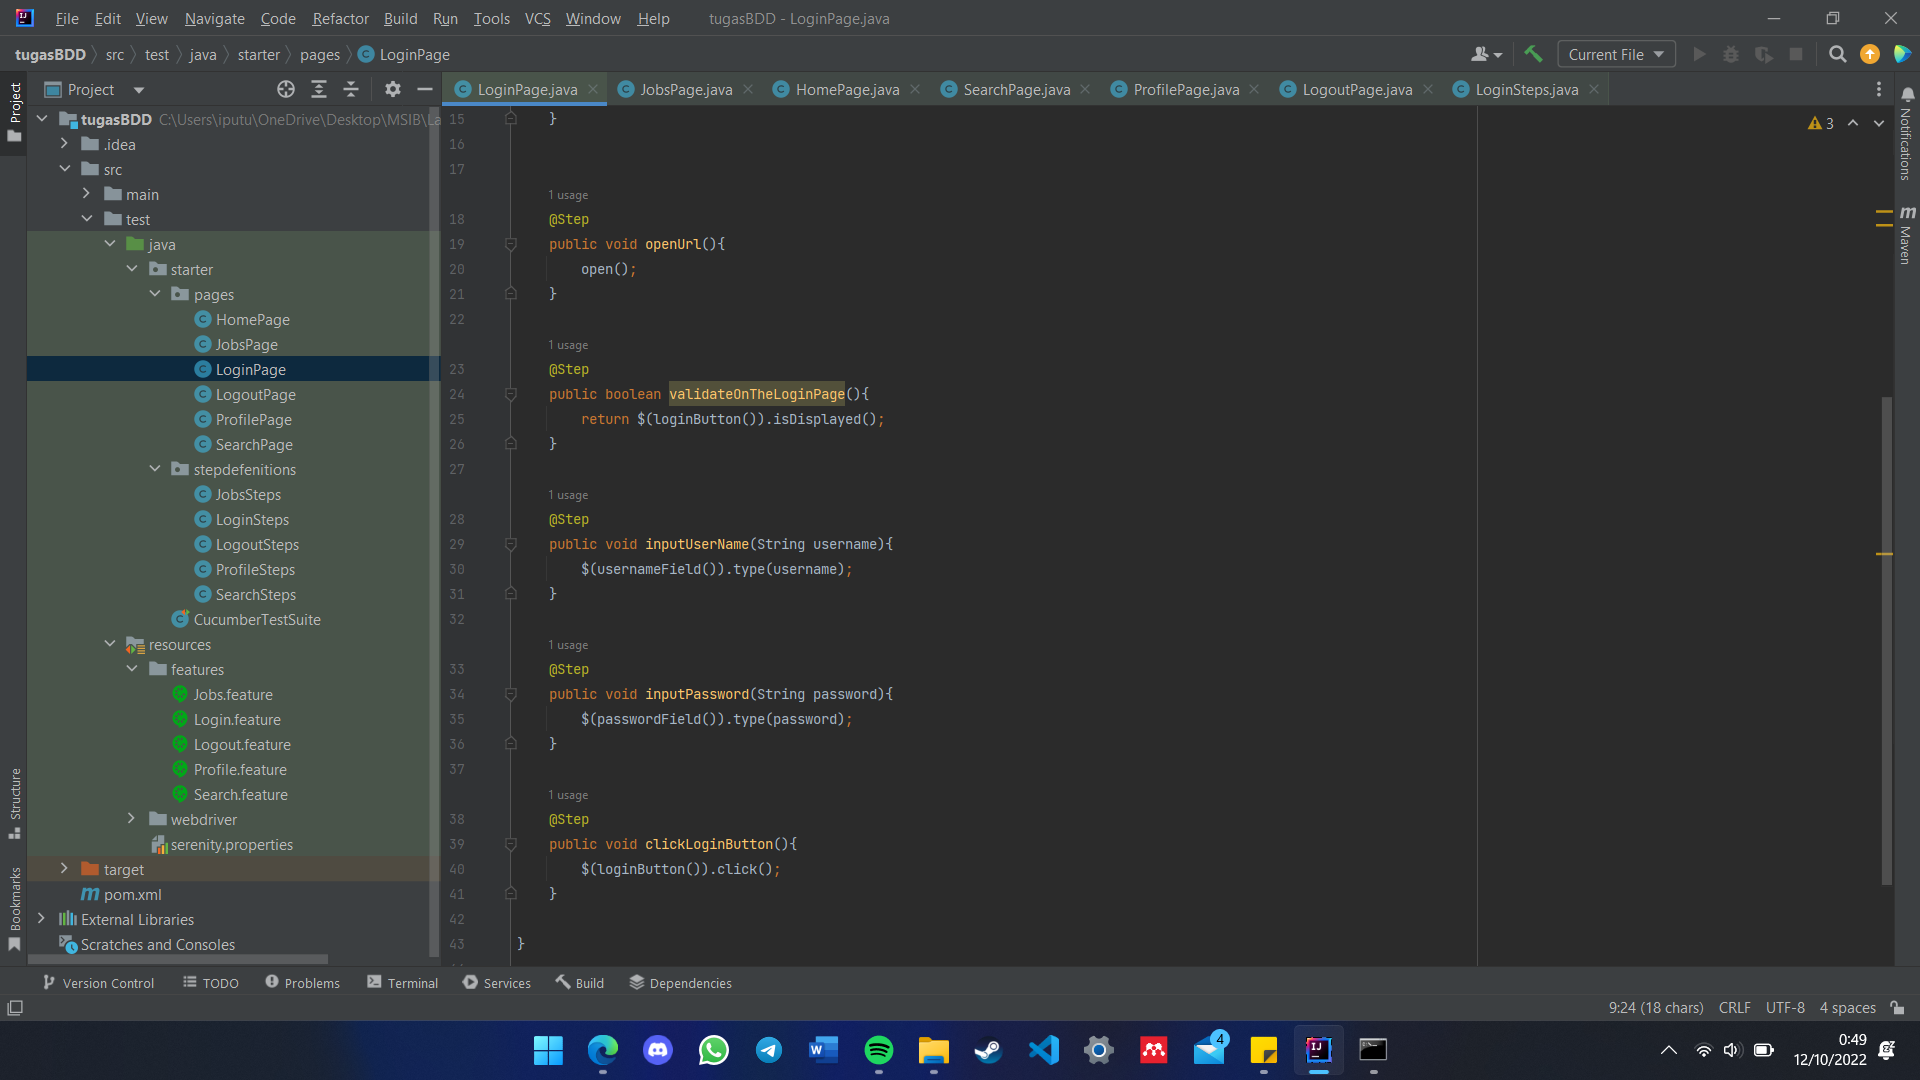 File Edit View Navigate Code Refactor Build Run Tools VCS Window Help tugasBDD - LoginPage.java
tugasBDD src test java starter pages LoginPage
Current File
Project
LoginPage.java JobsPage.java HomePage.java SearchPage.java ProfilePage.java LogoutPage.java LoginSteps.java
Project
Structure
Bookmarks
tugasBDD C:\Users\iputu\OneDrive\Desktop\MSIB\La
.idea
src
main
test
java
starter
pages
HomePage
JobsPage
LoginPage
LogoutPage
ProfilePage
SearchPage
stepdefenitions
JobsSteps
LoginSteps
LogoutSteps
ProfileSteps
SearchSteps
CucumberTestSuite
resources
features
Jobs.feature
Login.feature
Logout.feature
Profile.feature
Search.feature
webdriver
serenity.properties
target
pom.xml
External Libraries
Scratches and Consoles
15 }
16
17
1 usage
18 @Step
19 public void openUrl(){
20 open();
21 }
22
1 usage
23 @Step
24 public boolean validateOnTheLoginPage(){
25 return $(loginButton()).isDisplayed();
26 }
27
1 usage
28 @Step
29 public void inputUserName(String username){
30 $(usernameField()).type(username);
31 }
32
1 usage
33 @Step
34 public void inputPassword(String password){
35 $(passwordField()).type(password);
36 }
37
1 usage
38 @Step
39 public void clickLoginButton(){
40 $(loginButton()).click();
41 }
42
43 }
3
Notifications
Maven
Version Control TODO Problems Terminal Services Build Dependencies
9:24 (18 chars) CRLF UTF-8 4 spaces
4
0:49
12/10/2022